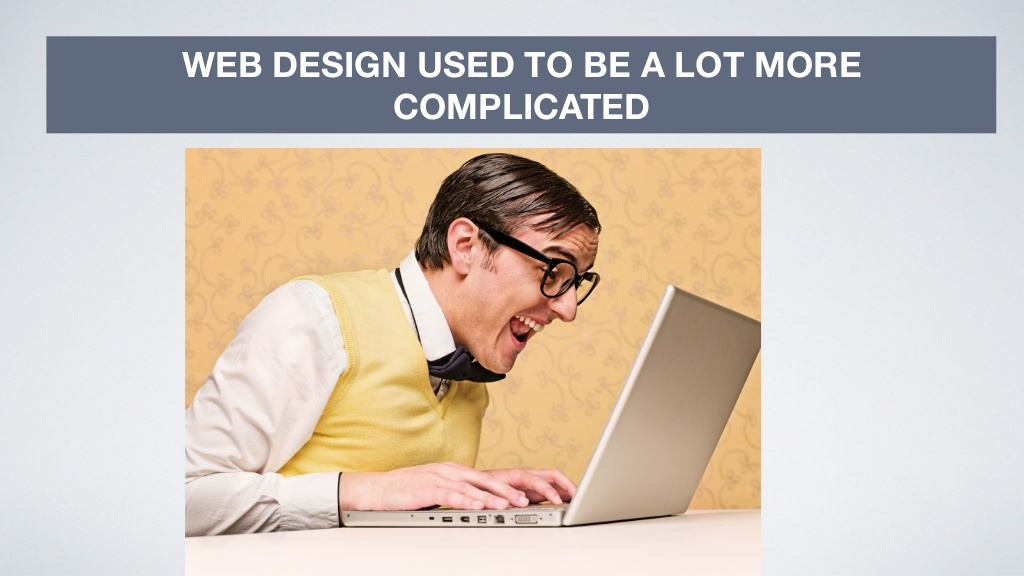 WEB DESIGN USED TO BE A LOT MORE
COMPLICATED